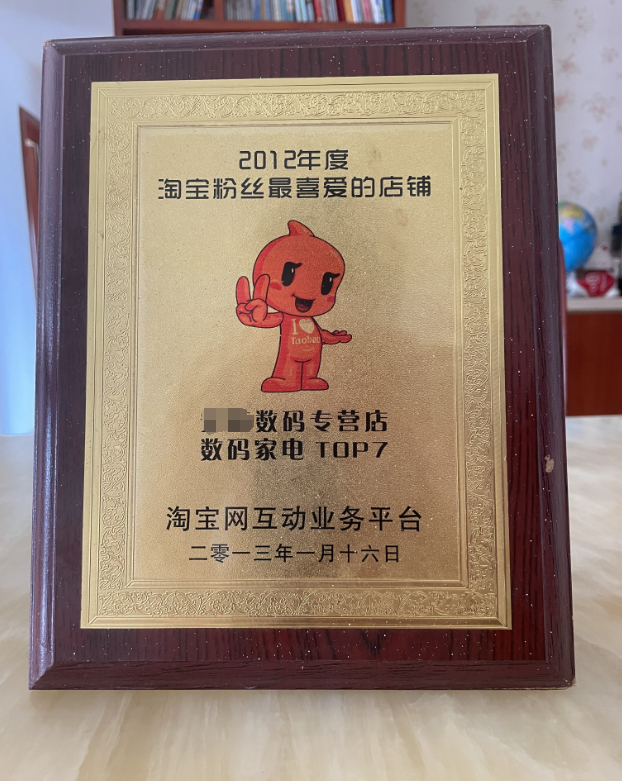 2012年度
淘宝粉丝最喜爱的店铺
I
Taobao
数码专营店
数码家电 TOP7
淘宝网互动业务平台
二零一三年一月十六日